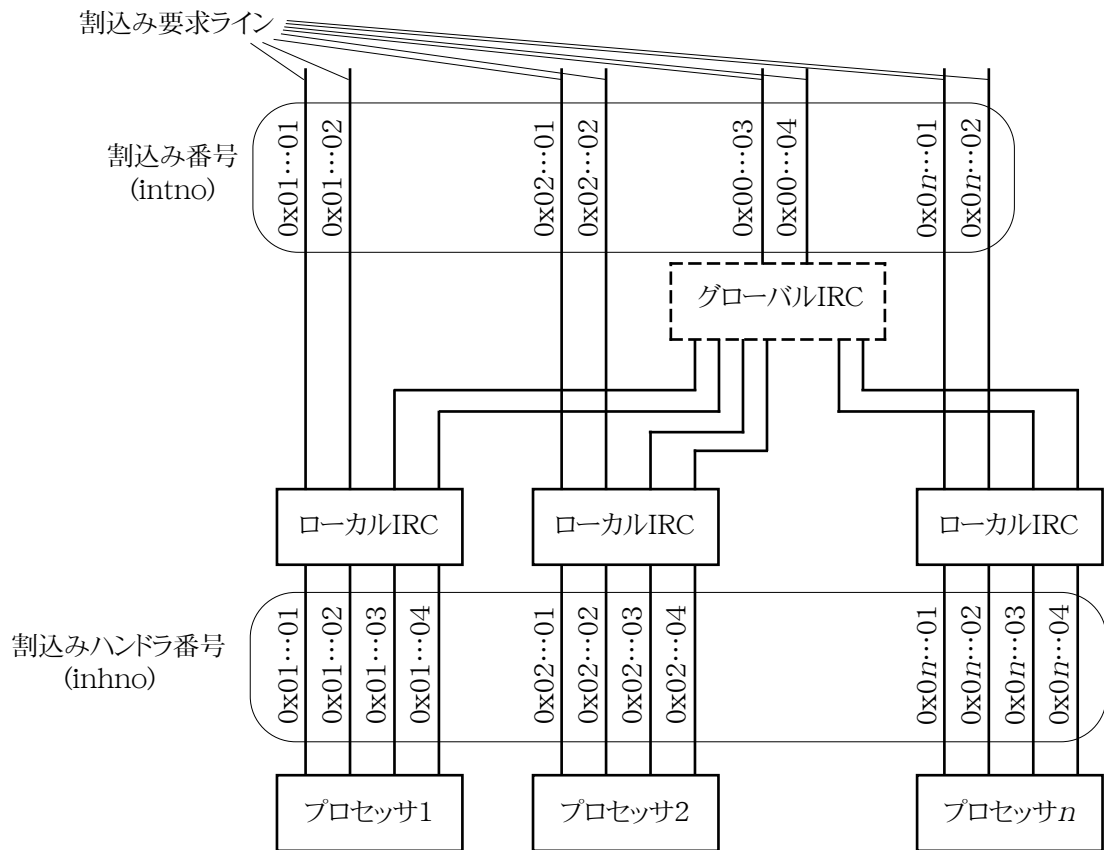 割込み要求ライン
割込み番号
(intno)
0x01…01
0x01…02
0x02…01
0x02…02
0x00…03
0x00…04
0x0n…01
0x0n…02
グローバルIRC
ローカルIRC
ローカルIRC
ローカルIRC
割込みハンドラ番号
(inhno)
0x01…01
0x01…02
0x01…03
0x01…04
0x02…01
0x02…02
0x02…03
0x02…04
0x0n…01
0x0n…02
0x0n…03
0x0n…04
プロセッサ1
プロセッサ2
プロセッサn